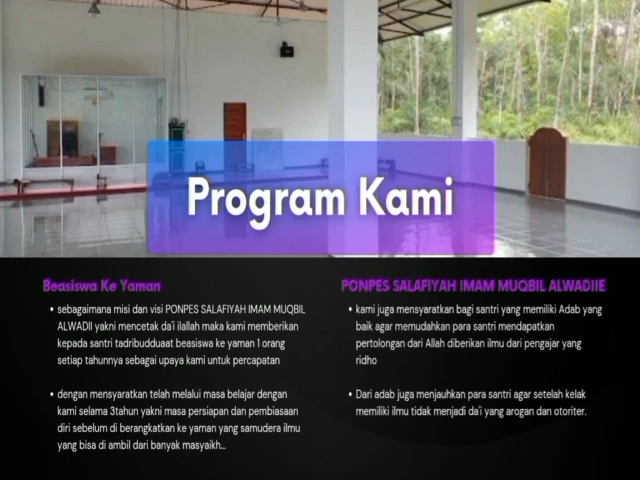 Program Kami
Beasiswa Ke Yaman
• sebagaimana misi dan visi PONPES SALAFIYAH IMAM MUQBIL
ALWADII yakni mencetak da'i ilallah maka kami memberikan
kepada santri tadribudduaat beasiswa ke yaman 1 orang
setiap tahunnya sebagai upaya kami untuk percapatan
• dengan mensyaratkan telah melalui masa belajar dengan
kami selama 3tahun yakni masa persiapan dan pembiasaan
diri sebelum di berangkatkan ke yaman yang samudera ilmu
yang bisa di ambil dari banyak masyaikh...
PONPES SALAFIYAH IMAM MUQBIL ALWADIIE
• kami juga mensyaratkan bagi santri yang memiliki Adab yang
baik agar memudahkan para santri mendapatkan
pertolongan dari Allah diberikan ilmu dari pengajar yang
ridho
• Dari adab juga menjauhkan para santri agar setelah kelak
memiliki ilmu tidak menjadi da'i yang arogan dan otoriter.